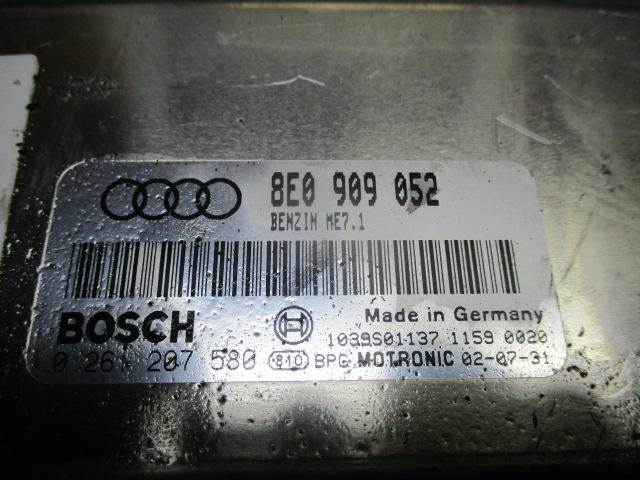 8E0 909 052
BENZIN ME7.1
BOSCH
Made in Germany
1039S01137 1159 0020
0 261 207 580 810 BPG MOTRONIC 02-07-31